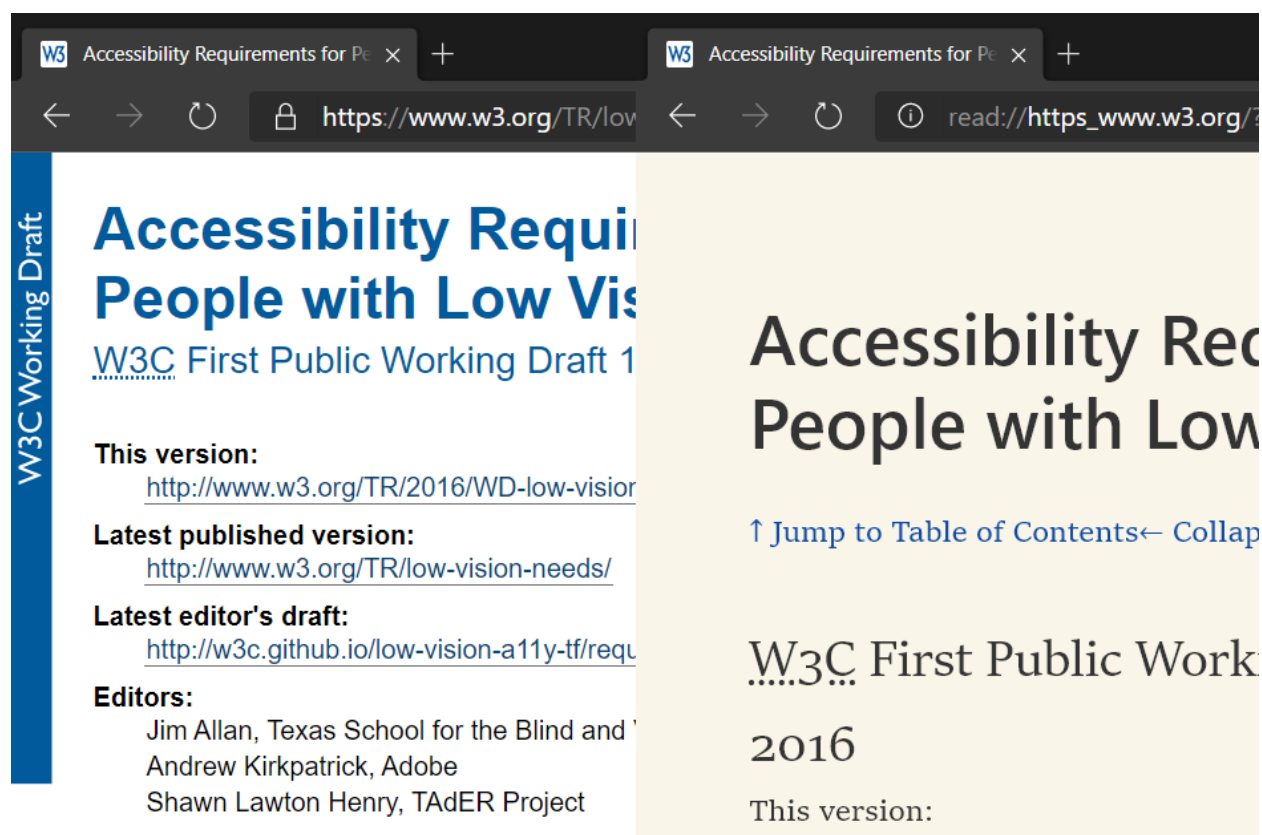 W3 Accessibility Requirements for Pe
https://www.w3.org/TR/low
W3C Working Draft
Accessibility Requi
People with Low Vis
W3C First Public Working Draft 1
This version:
http://www.w3.org/TR/2016/WD-low-vision
Latest published version:
http://www.w3.org/TR/low-vision-needs/
Latest editor's draft:
http://w3c.github.io/low-vision-a11y-tf/requ
Editors:
Jim Allan, Texas School for the Blind and
Andrew Kirkpatrick, Adobe
Shawn Lawton Henry, TAdER Project
W3 Accessibility Requirements for Pe
read://https_www.w3.org/?
Accessibility Rec
People with Low
↑ Jump to Table of Contents← Collap
W3C First Public Work
2016
This version: